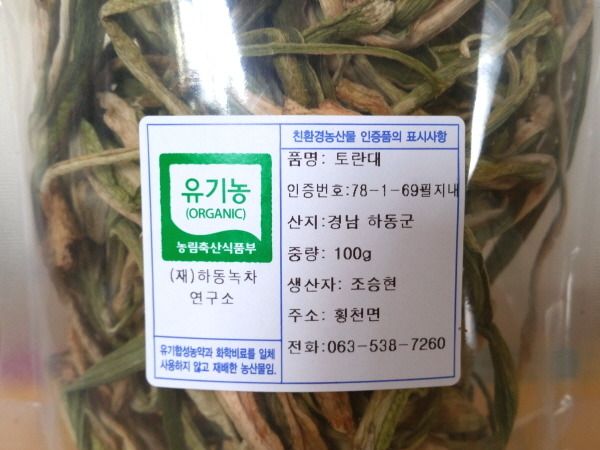 유기농
(ORGANIC)
농림축산식품부
(재)하동녹차
연구소
유기합성농약과 화학비료를 일체
사용하지 않고 재배한 농산물임.
친환경농산물 인증품의 표시사항
품명: 토란대
인증번호:78-1-69필지내
산지:경남 하동군
중량: 100g
생산자: 조승현
주소: 횡천면
전화:063-538-7260